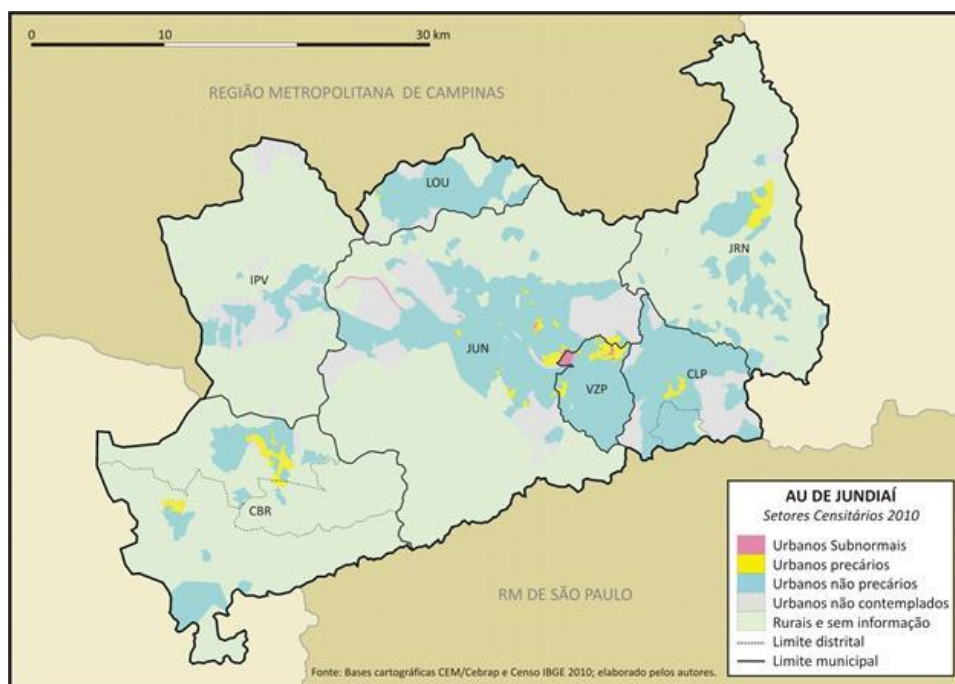 0 10 30 km
REGIÃO METROPOLITANA DE CAMPINAS
LOU
JRN
IPV
JUN
CLP
VZP
CBR
RM DE SÃO PAULO
AU DE JUNDIAÍ
Setores Censitários 2010
Urbanos Subnormais
Urbanos precários
Urbanos não precários
Urbanos não contemplados
Rurais e sem informação
Limite distrital
Limite municipal
Fonte: Bases cartográficas CEM/Cebrap e Censo IBGE 2010; elaborado pelos autores.